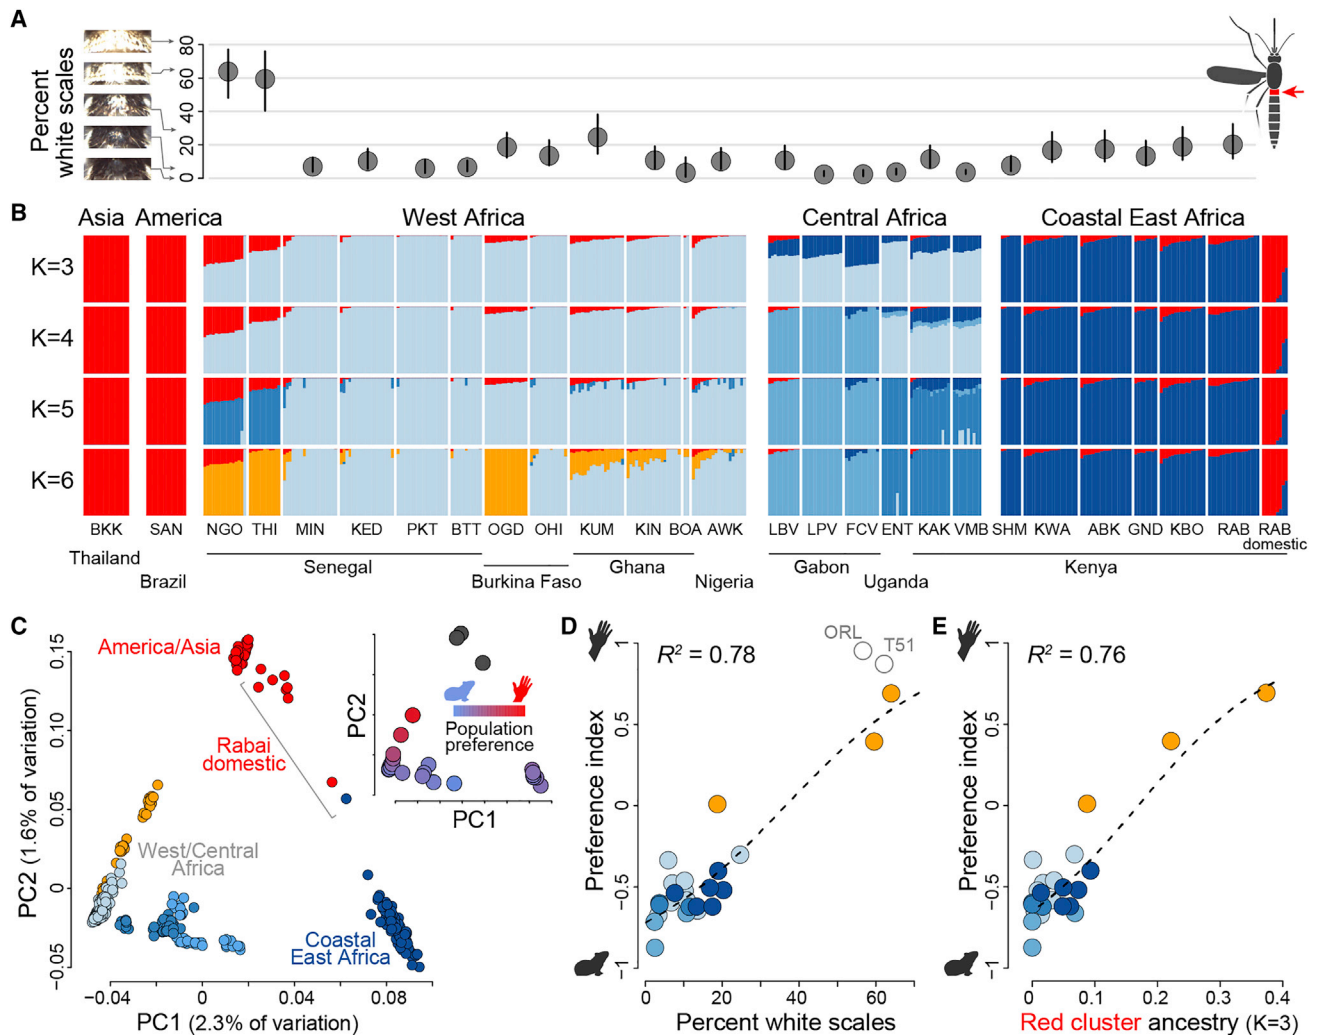 A
Percent
white scales
80
60
40
20
0
B
Asia America West Africa Central Africa Coastal East Africa
K=3
K=4
K=5
K=6
BKK SAN NGO THI MIN KED PKT BTT OGD OHI KUM KIN BOA AWK LBV LPV FCV ENT KAK VMB SHM KWA ABK GND KBO RAB RAB
domestic
Thailand Senegal Ghana Gabon Kenya
Brazil Burkina Faso Nigeria Uganda
C
PC2 (1.6% of variation)
0.15
0.10
0.05
0
−0.05
America/Asia
Rabai
domestic
West/Central
Africa
Coastal
East Africa
−0.04 0 0.04 0.08
PC1 (2.3% of variation)
PC2
Population
preference
PC1
D
Preference index
1
0.5
0
−0.5
−1
R² = 0.78
ORL
T51
0 20 40 60
Percent white scales
E
Preference index
1
0.5
0
−0.5
−1
R² = 0.76
0 0.1 0.2 0.3 0.4
Red cluster ancestry (K=3)